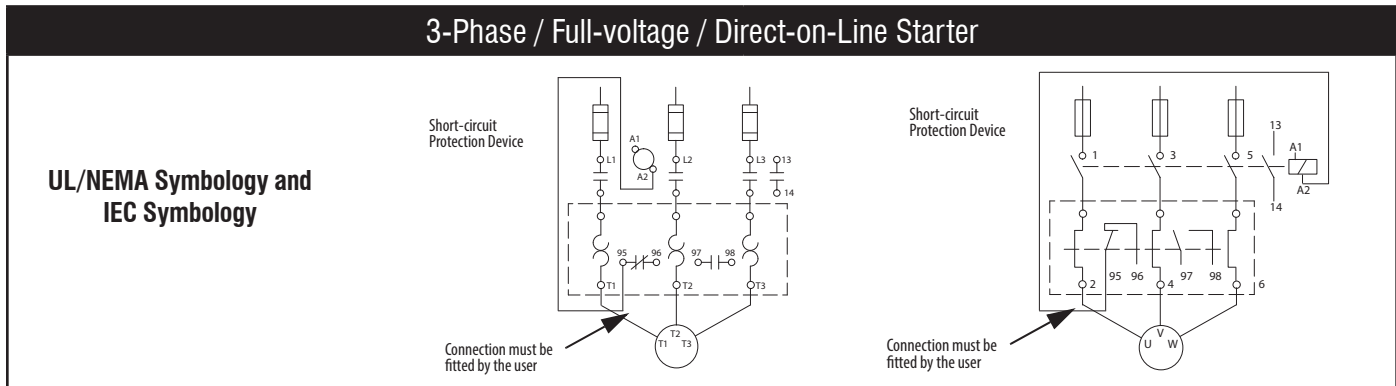 3-Phase / Full-voltage / Direct-on-Line Starter
UL/NEMA Symbology and
IEC Symbology
Short-circuit
Protection Device
A1
A2
L1
L2
L3
13
14
95
96
97
98
T1
T2
T3
T1
T2
T3
Connection must be
fitted by the user
Short-circuit
Protection Device
1
3
5
13
A1
A2
14
95
96
97
98
2
4
6
U
V
W
Connection must be
fitted by the user